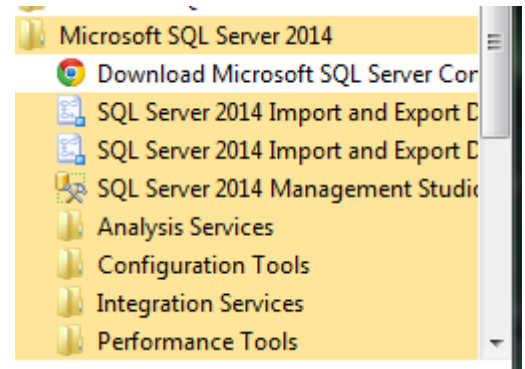 Microsoft SQL Server 2014
Download Microsoft SQL Server Cor
SQL Server 2014 Import and Export D
SQL Server 2014 Import and Export D
SQL Server 2014 Management Studio
Analysis Services
Configuration Tools
Integration Services
Performance Tools